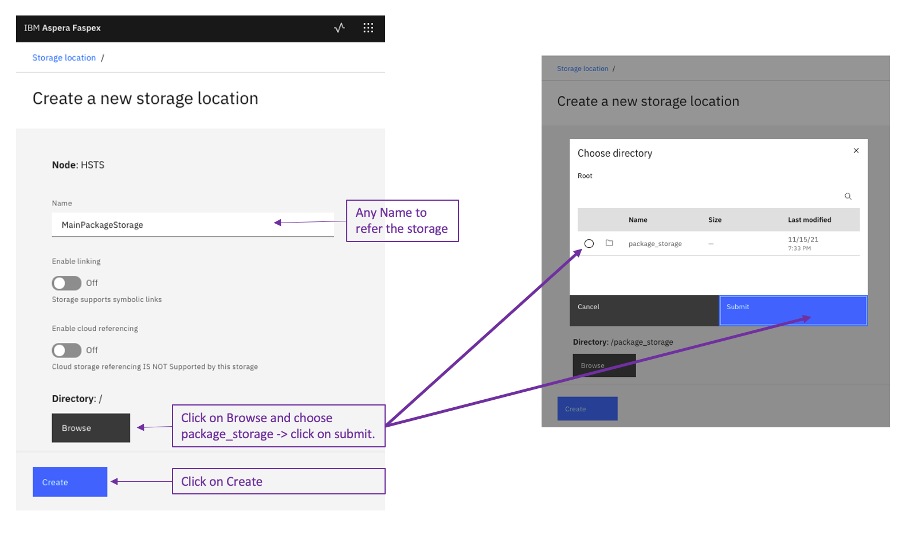 IBM Aspera Faspex
Storage location /
Create a new storage location
Node: HSTS
Name
MainPackageStorage
Any Name to
refer the storage
Enable linking
Off
Storage supports symbolic links
Enable cloud referencing
Off
Cloud storage referencing IS NOT Supported by this storage
Directory: /
Browse
Click on Browse and choose
package_storage -> click on submit.
Create
Click on Create
Storage location /
Create a new storage location
Choose directory
Root
Name Size Last modified
package_storage — 11/15/21
7:33 PM
Cancel Submit
Directory: /package_storage
Browse
Create